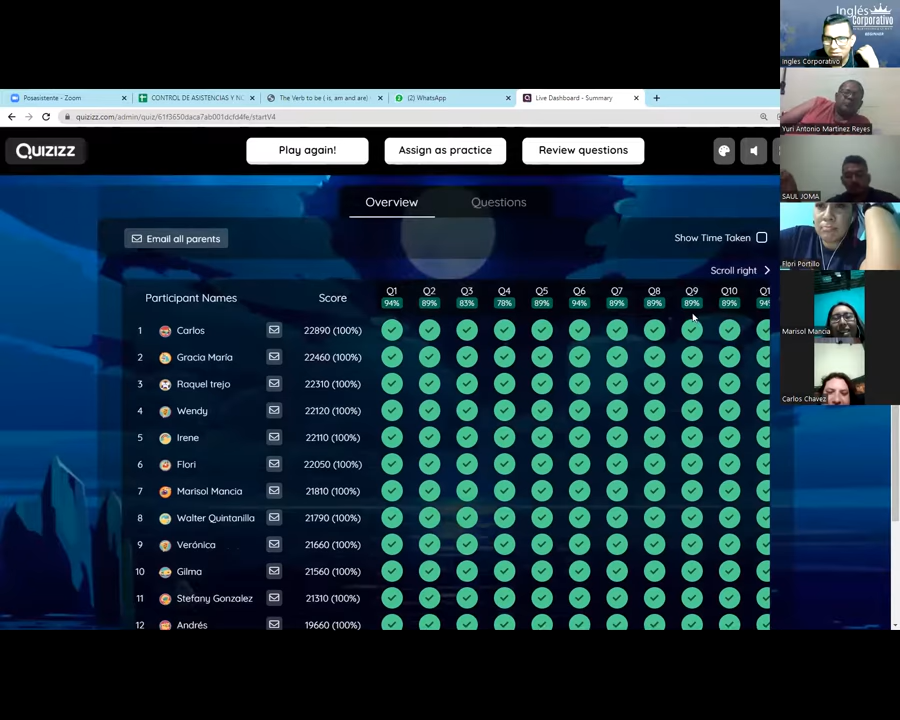 Inglés
Corporativo
Ingles Corporativo
Posasistente - Zoom
CONTROL DE ASISTENCIAS Y NO
The Verb to be ( is, am and are)
(2) WhatsApp
Live Dashboard - Summary
quizizz.com/admin/quiz/61f3650daca7ab001dcfd4fe/startV4
Yuri Antonio Martinez Reyes
Quizizz
Play again!
Assign as practice
Review questions
SAUL JOMA
Overview
Questions
Email all parents
Show Time Taken
Flori Portillo
Scroll right
Participant Names
Score
Q1 Q2 Q3 Q4 Q5 Q6 Q7 Q8 Q9 Q10 Q1
94% 89% 83% 78% 89% 94% 89% 89% 89% 89% 94%
1 Carlos 22890 (100%)
Marisol Mancia
2 Gracia María 22460 (100%)
3 Raquel trejo 22310 (100%)
Carlos Chavez
4 Wendy 22120 (100%)
5 Irene 22110 (100%)
6 Flori 22050 (100%)
7 Marisol Mancia 21810 (100%)
8 Walter Quintanilla 21790 (100%)
9 Verónica 21660 (100%)
10 Gilma 21560 (100%)
11 Stefany Gonzalez 21310 (100%)
12 Andrés 19660 (100%)